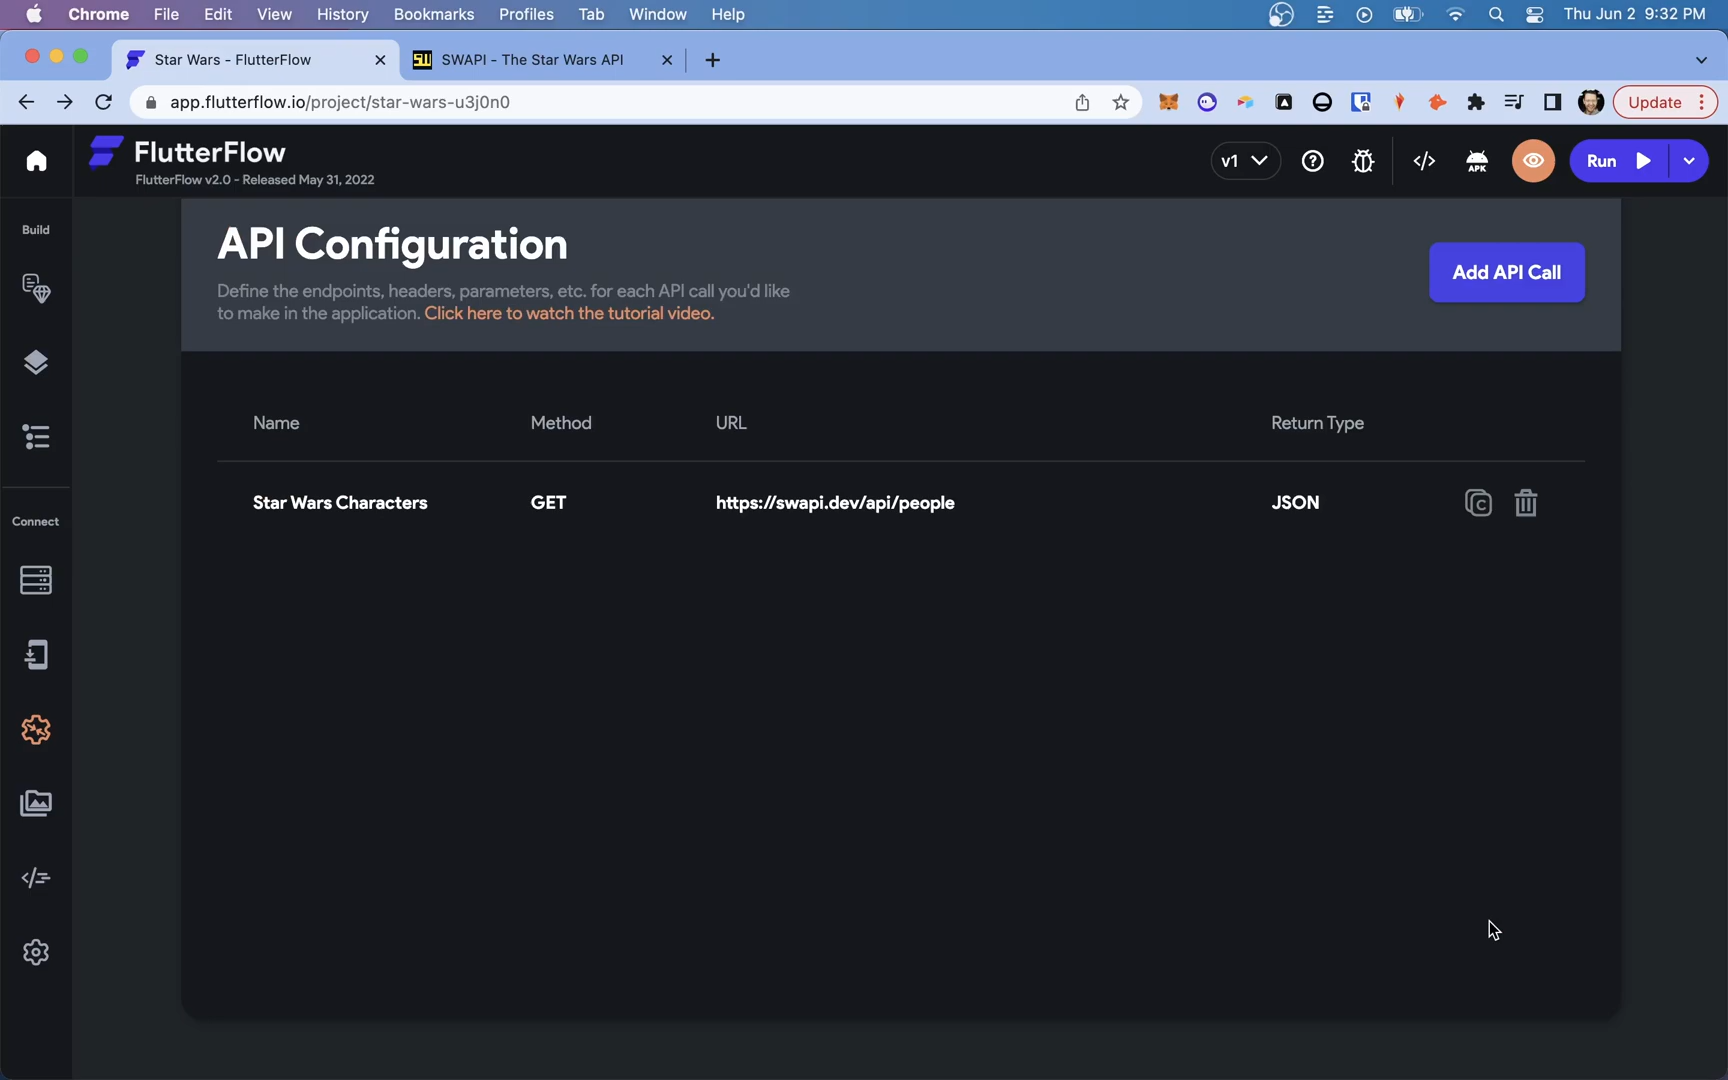 Chrome File Edit View History Bookmarks Profiles Tab Window Help Thu Jun 2 9:32 PM
Star Wars - FlutterFlow
SWAPI - The Star Wars API
app.flutterflow.io/project/star-wars-u3j0n0
Update
FlutterFlow
FlutterFlow v2.0 - Released May 31, 2022
v1
APK
Run
Build
Connect
API Configuration
Define the endpoints, headers, parameters, etc. for each API call you'd like
to make in the application. Click here to watch the tutorial video.
Add API Call
Name Method URL Return Type
Star Wars Characters GET https://swapi.dev/api/people JSON